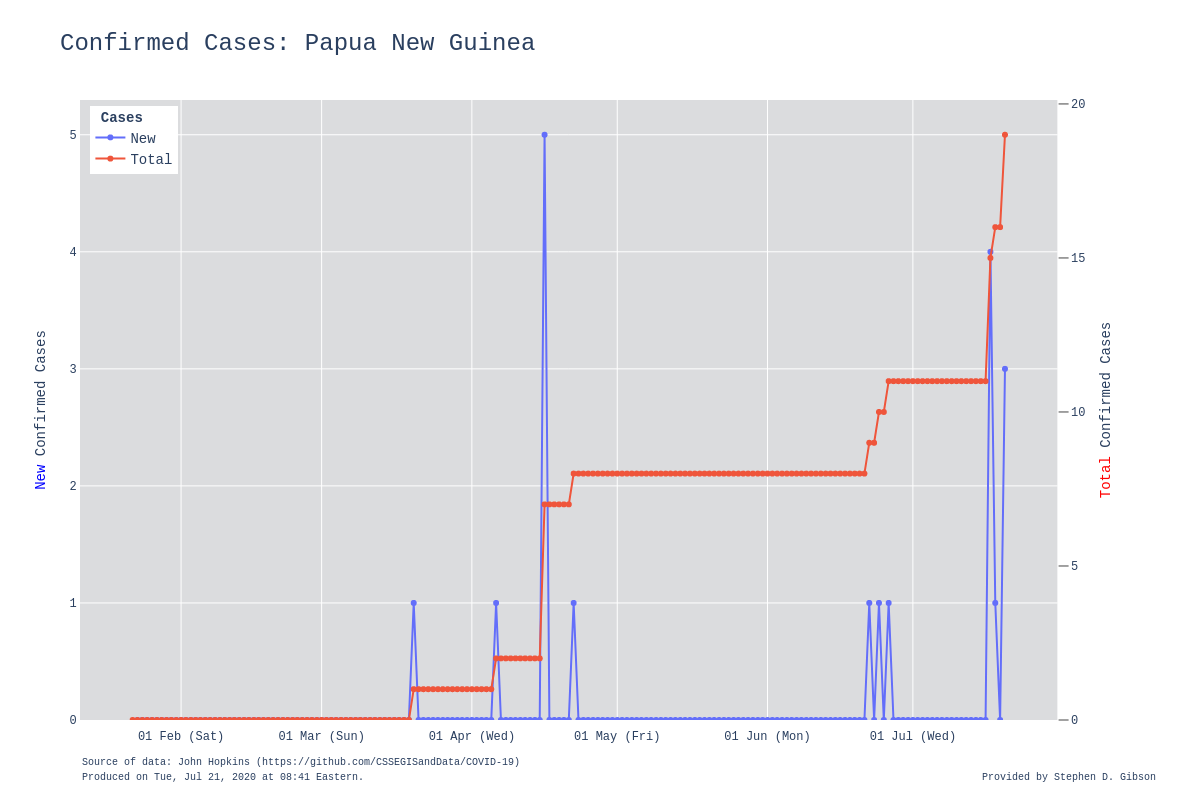 Confirmed Cases: Papua New Guinea
Cases
New
Total
5
4
3
2
1
0
New Confirmed Cases
20
15
10
5
0
Total Confirmed Cases
01 Feb (Sat)
01 Mar (Sun)
01 Apr (Wed)
01 May (Fri)
01 Jun (Mon)
01 Jul (Wed)
Source of data: John Hopkins (https://github.com/CSSEGISandData/COVID-19)
Produced on Tue, Jul 21, 2020 at 08:41 Eastern.
Provided by Stephen D. Gibson